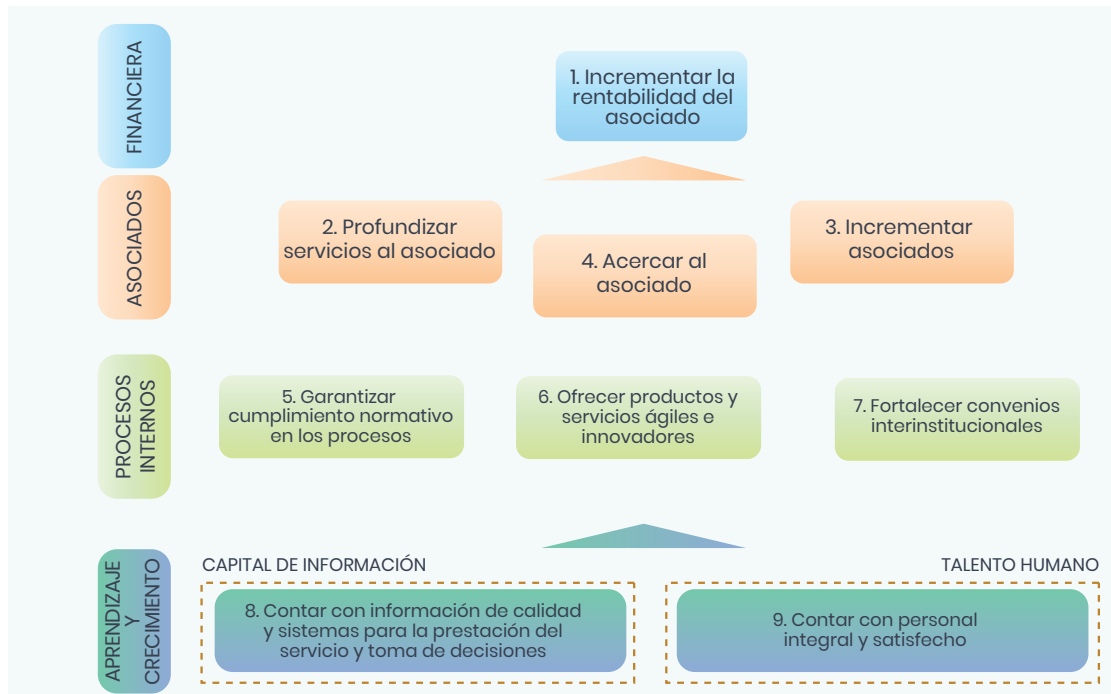 FINANCIERA
1. Incrementar la
rentabilidad del
asociado
ASOCIADOS
2. Profundizar
servicios al asociado
4. Acercar al
asociado
3. Incrementar
asociados
PROCESOS
INTERNOS
5. Garantizar
cumplimiento normativo
en los procesos
6. Ofrecer productos y
servicios ágiles e
innovadores
7. Fortalecer convenios
interinstitucionales
APRENDIZAJE
Y
CRECIMIENTO
CAPITAL DE INFORMACIÓN
8. Contar con información de calidad
y sistemas para la prestación del
servicio y toma de decisiones
TALENTO HUMANO
9. Contar con personal
integral y satisfecho